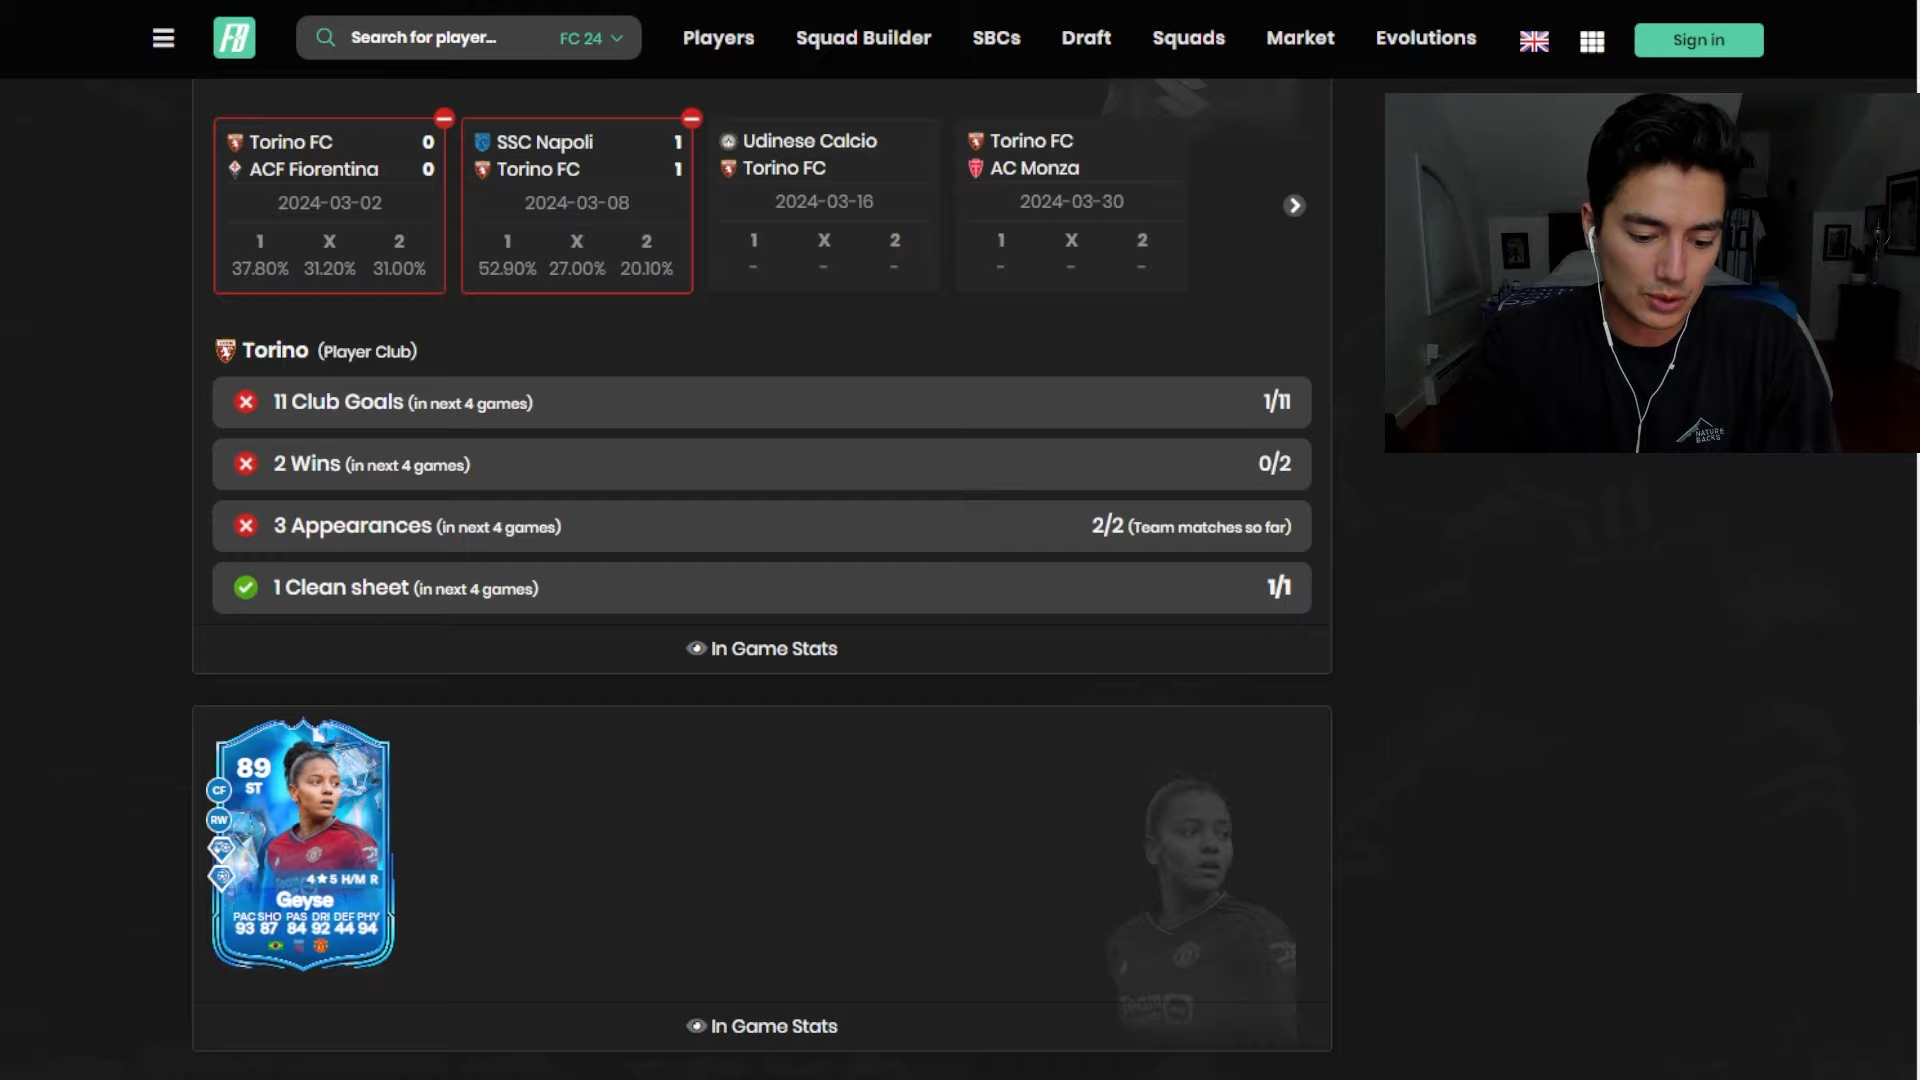 Search for player...
FC 24
Players
Squad Builder
SBCs
Draft
Squads
Market
Evolutions
Sign in
Torino FC 0
ACF Fiorentina 0
2024-03-02
1 X 2
37.80% 31.20% 31.00%
SSC Napoli 1
Torino FC 1
2024-03-08
1 X 2
52.90% 27.00% 20.10%
Udinese Calcio
Torino FC
2024-03-16
1 X 2
- - -
Torino FC
AC Monza
2024-03-30
1 X 2
- - -
Torino (Player Club)
11 Club Goals (in next 4 games) 1/11
2 Wins (in next 4 games) 0/2
3 Appearances (in next 4 games) 2/2 (Team matches so far)
1 Clean sheet (in next 4 games) 1/1
In Game Stats
89
ST
CF
RW
4★5 H/M R
Geyse
PAC SHO PAS DRI DEF PHY
93 87 84 92 44 94
In Game Stats
NATURE
BACKS